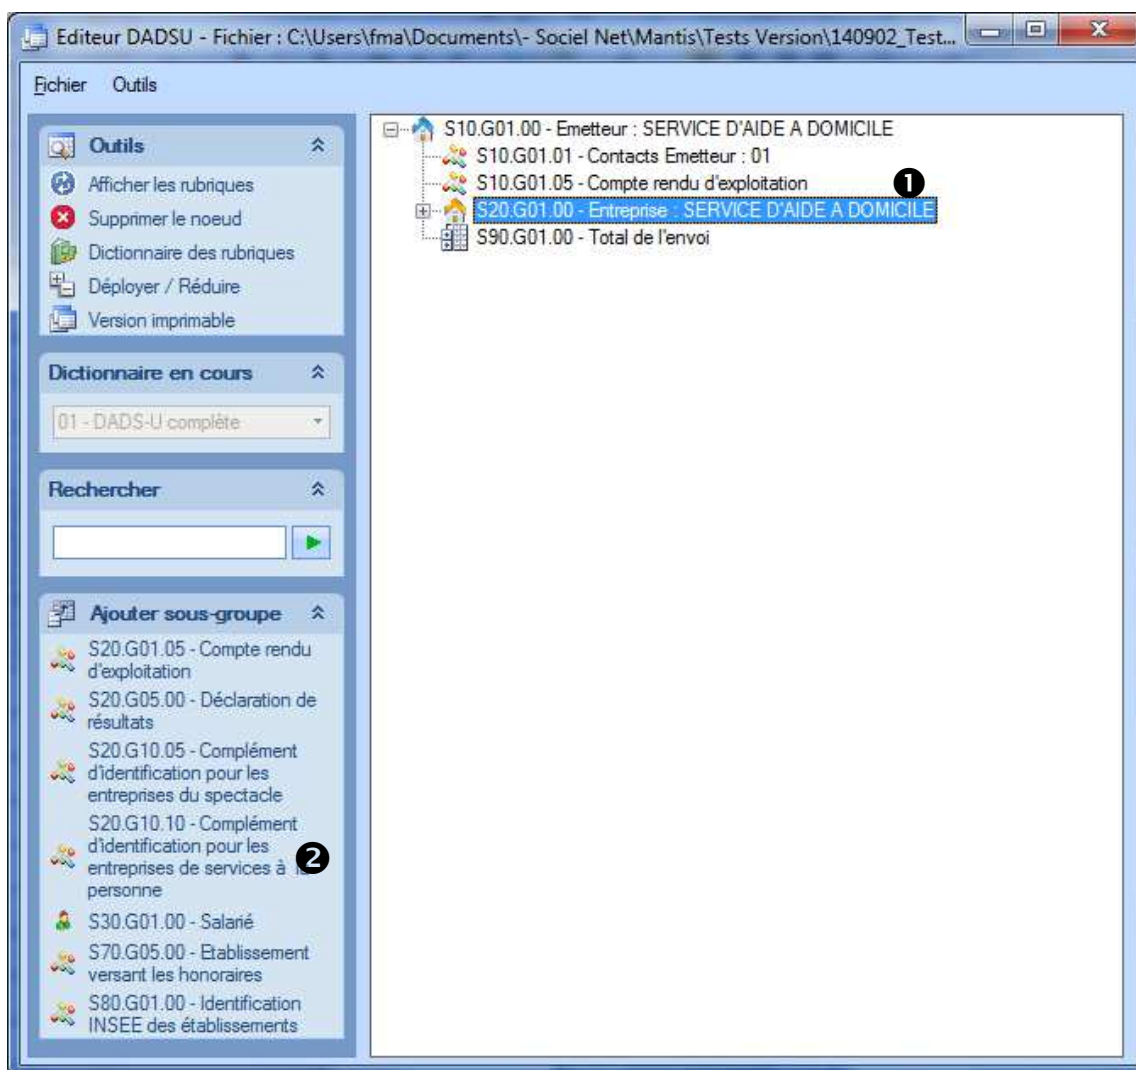 Editeur DADSU - Fichier : C:\Users\fma\Documents\- Sociel Net\Mantis\Tests Version\140902_Test...
Fichier Outils
Outils
Afficher les rubriques
Supprimer le noeud
Dictionnaire des rubriques
Déployer / Réduire
Version imprimable
Dictionnaire en cours
01 - DADS-U complète
Rechercher
Ajouter sous-groupe
S20.G01.05 - Compte rendu
d'exploitation
S20.G05.00 - Déclaration de
résultats
S20.G10.05 - Complément
d'identification pour les
entreprises du spectacle
S20.G10.10 - Complément
d'identification pour les
entreprises de services à
personne
❷
S30.G01.00 - Salarié
S70.G05.00 - Etablissement
versant les honoraires
S80.G01.00 - Identification
INSEE des établissements
S10.G01.00 - Emetteur : SERVICE D'AIDE A DOMICILE
S10.G01.01 - Contacts Emetteur : 01
S10.G01.05 - Compte rendu d'exploitation
❶
S20.G01.00 - Entreprise : SERVICE D'AIDE A DOMICILE
S90.G01.00 - Total de l'envoi